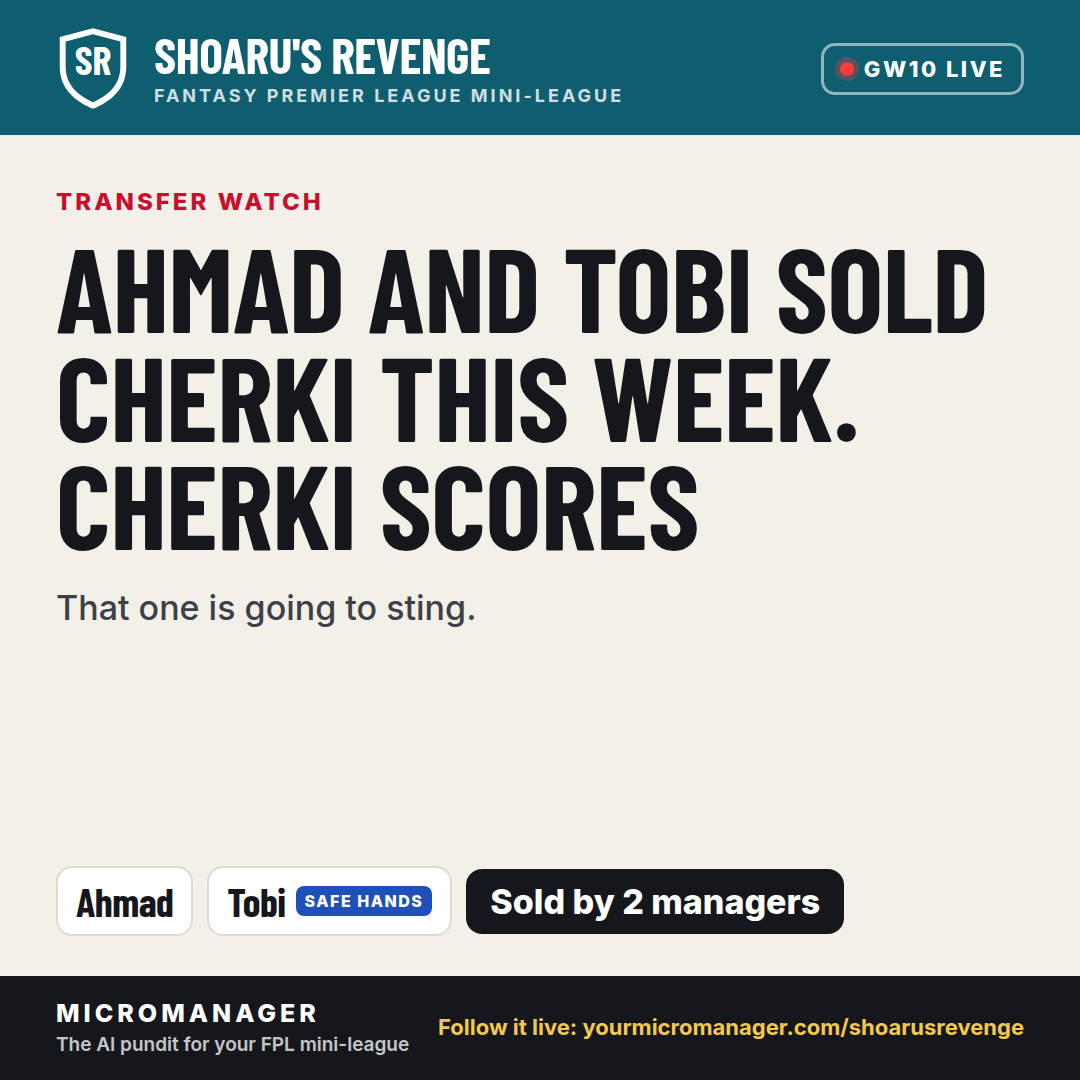 SR
SHOARU'S REVENGE
FANTASY PREMIER LEAGUE MINI-LEAGUE
GW10 LIVE
TRANSFER WATCH
AHMAD AND TOBI SOLD
CHERKI THIS WEEK.
CHERKI SCORES
That one is going to sting.
Ahmad
Tobi SAFE HANDS
Sold by 2 managers
MICROMANAGER
The AI pundit for your FPL mini-league
Follow it live: yourmicromanager.com/shoarusrevenge